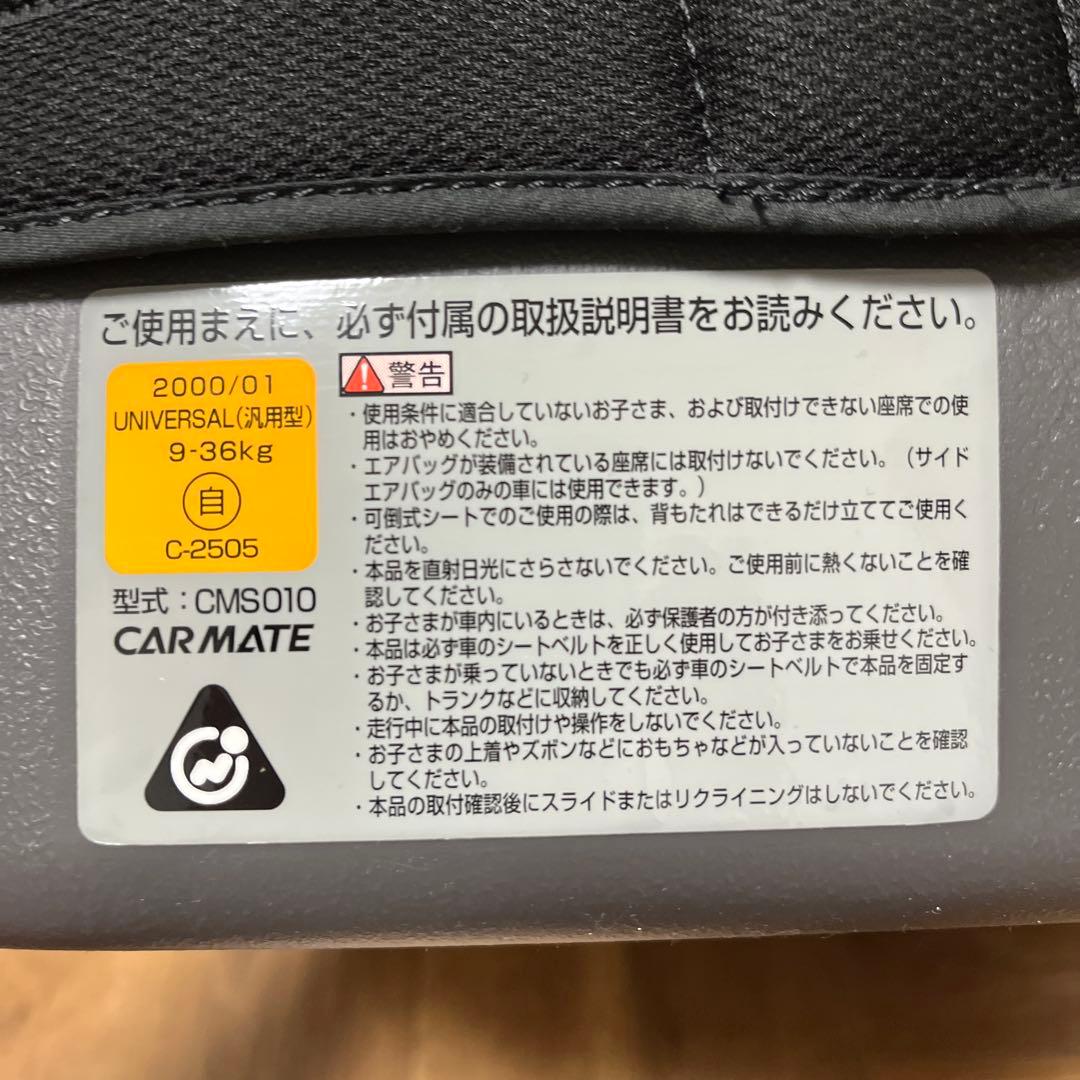 ご使用まえに、必ず付属の取扱説明書をお読みください。
2000/01
UNIVERSAL(汎用型)
9-36kg
自
C-2505
型式：CMS010
CARMATE
警告
・使用条件に適合していないお子さま、および取付けできない座席での使
用はおやめください。
・エアバッグが装備されている座席には取付けないでください。（サイド
エアバッグのみの車には使用できます。）
・可倒式シートでのご使用の際は、背もたれはできるだけ立ててご使用く
ださい。
・本品を直射日光にさらさないでください。ご使用前に熱くないことを確
認してください。
・お子さまが車内にいるときは、必ず保護者の方が付き添ってください。
・本品は必ず車のシートベルトを正しく使用してお子さまをお乗せください。
・お子さまが乗っていないときでも必ず車のシートベルトで本品を固定す
るか、トランクなどに収納してください。
・走行中に本品の取付けや操作をしないでください。
・お子さまの上着やズボンなどにおもちゃなどが入っていないことを確認
してください。
・本品の取付確認後にスライドまたはリクライニングはしないでください。